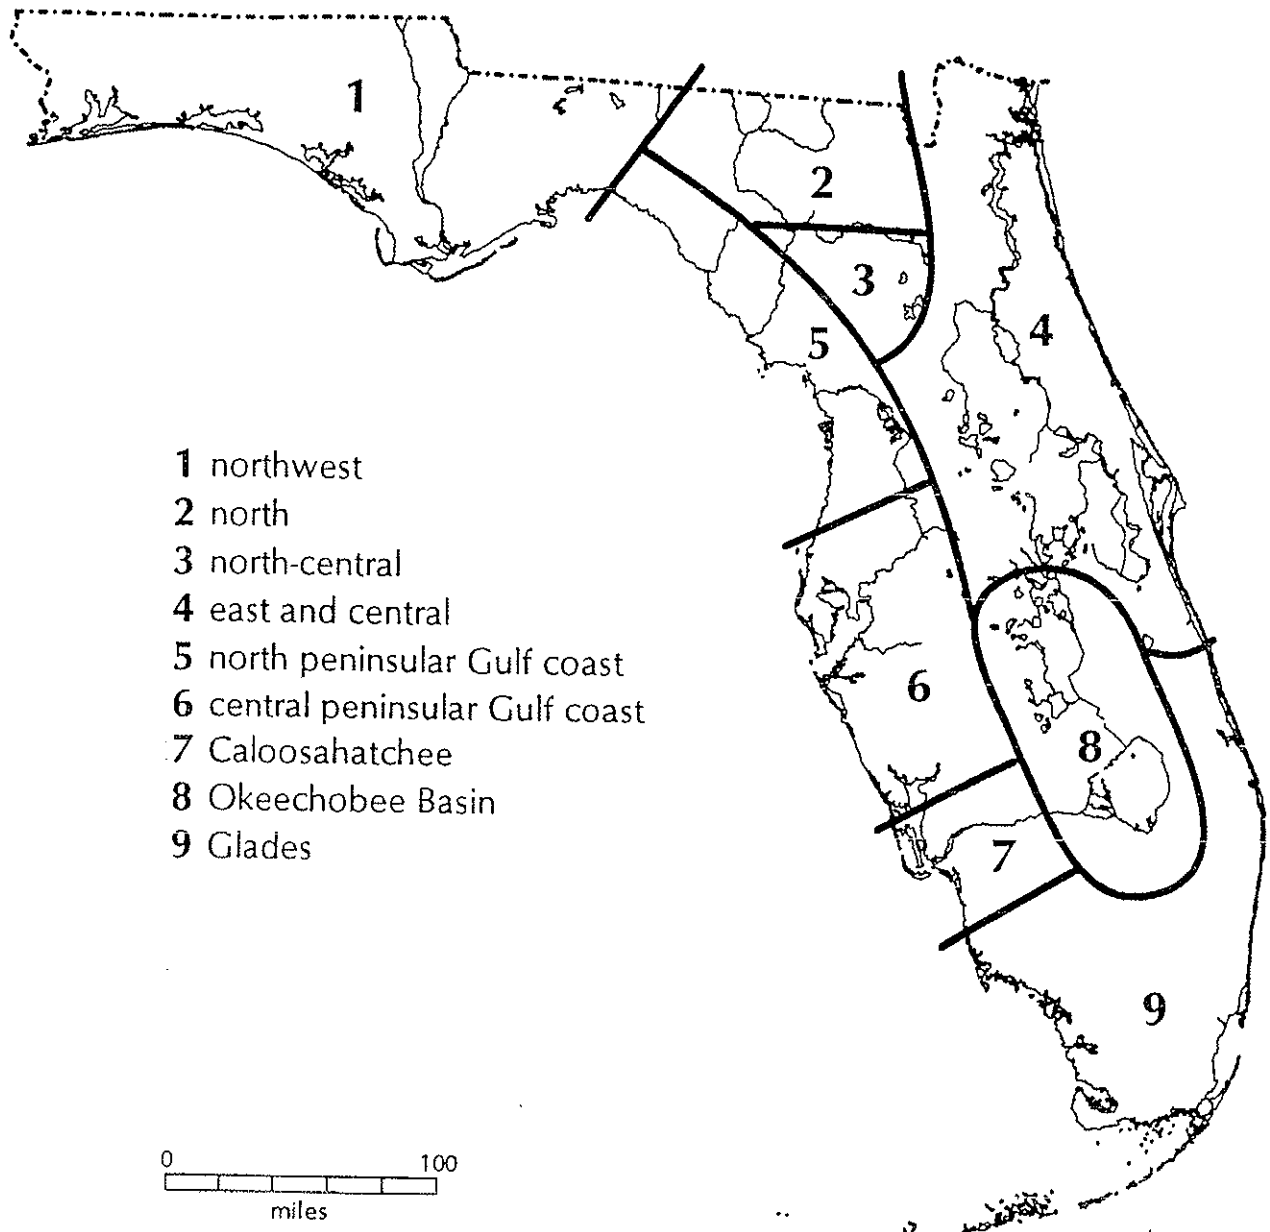 1
2
3
4
5
6
7
8
9
1 northwest
2 north
3 north-central
4 east and central
5 north peninsular Gulf coast
6 central peninsular Gulf coast
7 Caloosahatchee
8 Okeechobee Basin
9 Glades
0 100
miles